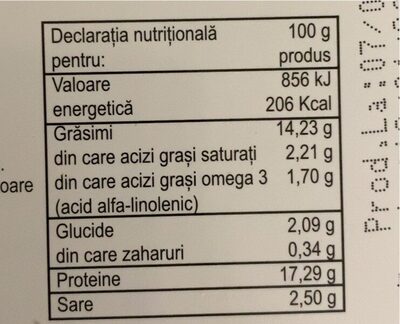 Declarația nutrițională 100 g
pentru: produs
Valoare 856 kJ
energetică 206 Kcal
Grăsimi 14,23 g
din care acizi grași saturați 2,21 g
oare din care acizi grași omega 3 1,70 g
(acid alfa-linolenic)
Glucide 2,09 g
din care zaharuri 0,34 g
Proteine 17,29 g
Sare 2,50 g
Prod.La:07/0